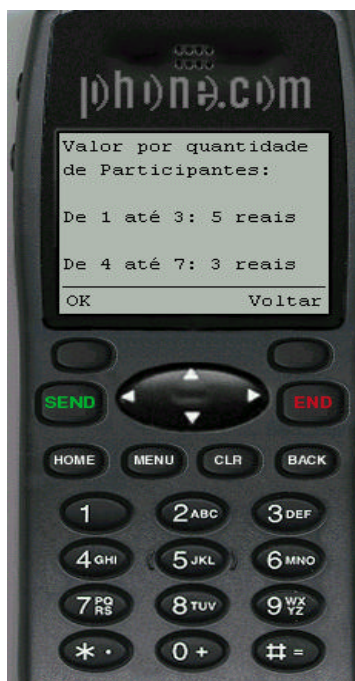 phone.com
Valor por quantidade
de Participantes:
De 1 até 3: 5 reais
De 4 até 7: 3 reais
OK Voltar
SEND END
HOME MENU CLR BACK
1 2ABC 3DEF
4GHI 5JKL 6MNO
7PQRS 8TUV 9WXYZ
* . 0 + # =